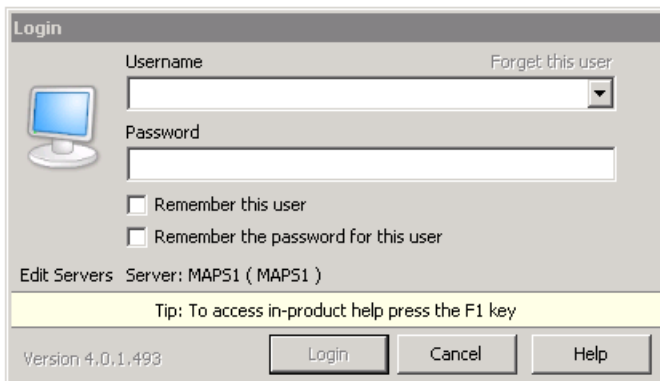 Login
Username Forget this user
Password
Remember this user
Remember the password for this user
Edit Servers Server: MAPS1 ( MAPS1 )
Tip: To access in-product help press the F1 key
Version 4.0.1.493 Login Cancel Help